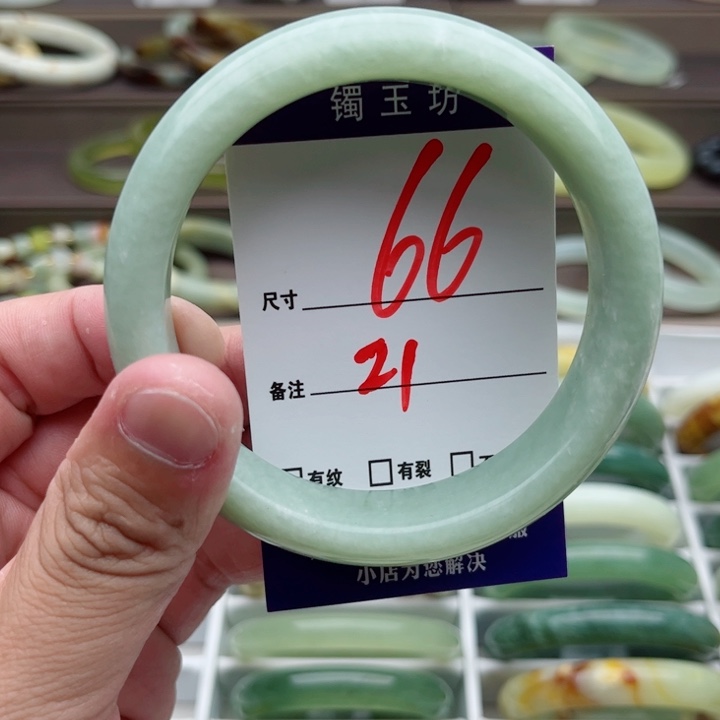 镯玉坊
尺寸 66
备注 21
有纹 有裂
小店为您解决